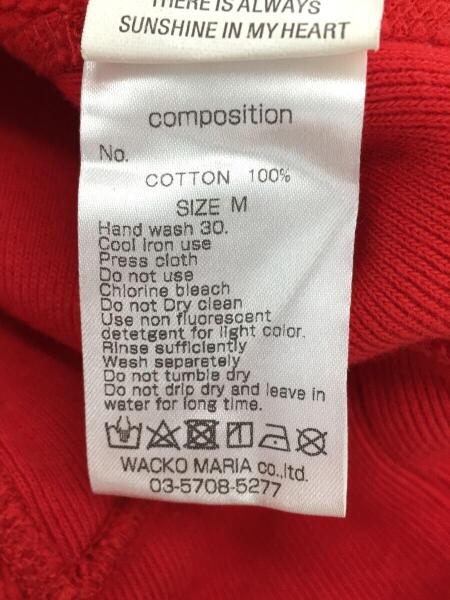 THERE IS ALWAYS
SUNSHINE IN MY HEART
composition
No.
COTTON 100%
SIZE M
Hand wash 30.
Cool iron use
Press cloth
Do not use
Chlorine bleach
Do not Dry clean
Use non fluorescent
detetgent for light color.
Rinse sufficiently
Wash separately
Do not tumble dry
Do not drip dry and leave in
water for long time.
WACKO MARIA co.,ltd.
03-5708-5277